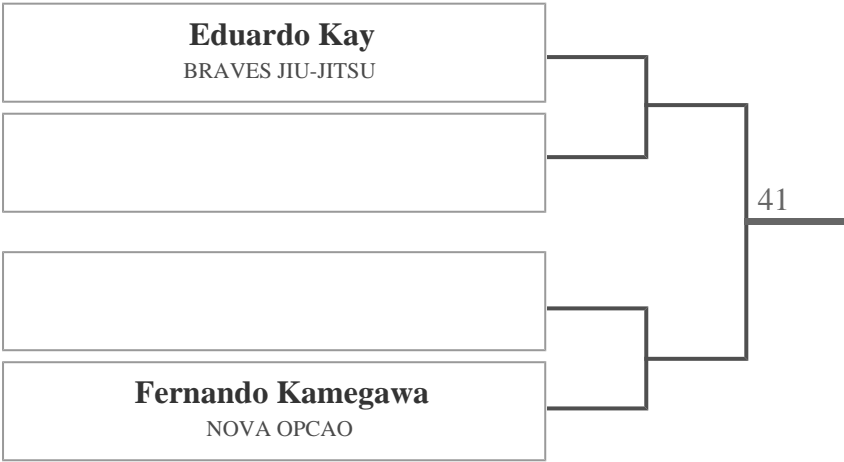 Eduardo Kay
BRAVES JIU-JITSU
41
Fernando Kamegawa
NOVA OPCAO